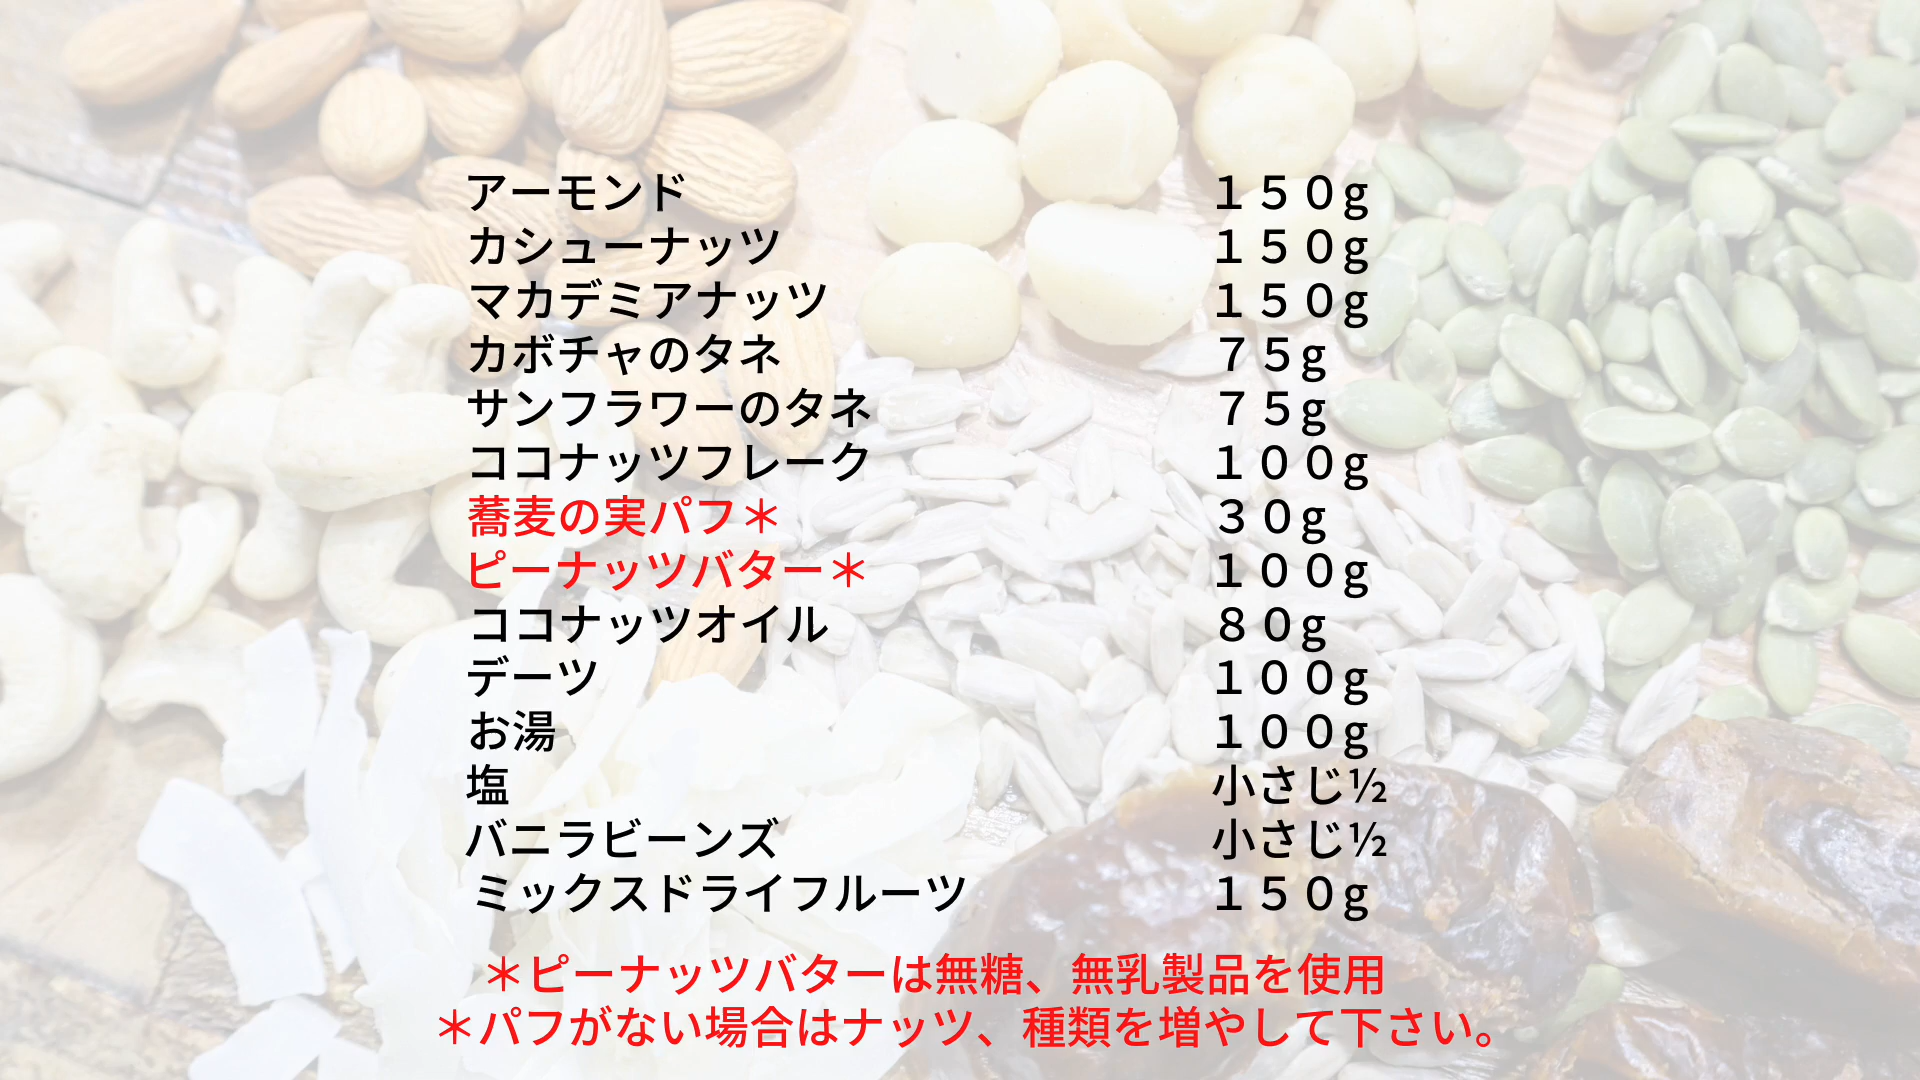 アーモンド １５０g
カシューナッツ １５０g
マカデミアナッツ １５０g
カボチャのタネ ７５g
サンフラワーのタネ ７５g
ココナッツフレーク １００g
蕎麦の実パフ＊ ３０g
ピーナッツバター＊ １００g
ココナッツオイル ８０g
デーツ １００g
お湯 １００g
塩 小さじ½
バニラビーンズ 小さじ½
ミックスドライフルーツ １５０g
＊ピーナッツバターは無糖、無乳製品を使用
＊パフがない場合はナッツ、種類を増やして下さい。